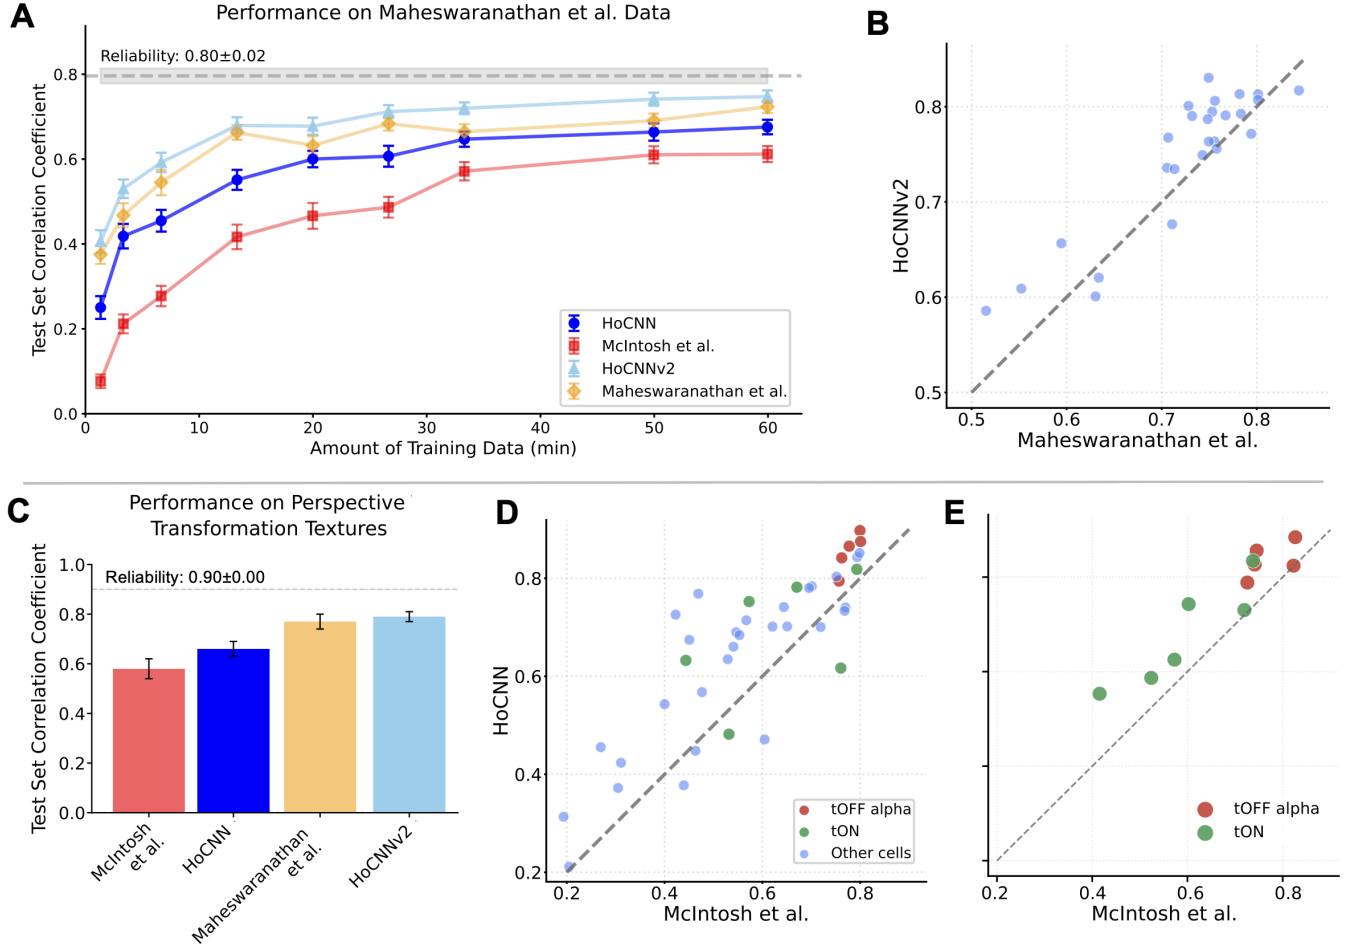 A
Performance on Maheswaranathan et al. Data
Reliability: 0.80±0.02
Test Set Correlation Coefficient
0.8
0.6
0.4
0.2
0.0
0 10 20 30 40 50 60
Amount of Training Data (min)
HoCNN
McIntosh et al.
HoCNNv2
Maheswaranathan et al.
B
HoCNNv2
0.8
0.7
0.6
0.5
0.5 0.6 0.7 0.8
Maheswaranathan et al.
C
Performance on Perspective
Transformation Textures
Reliability: 0.90±0.00
Test Set Correlation Coefficient
1.0
0.8
0.6
0.4
0.2
0.0
McIntosh
et al.
HoCNN
Maheswaranathan
et al.
HoCNNv2
D
HoCNN
0.8
0.6
0.4
0.2
tOFF alpha
tON
Other cells
0.2 0.4 0.6 0.8
McIntosh et al.
E
tOFF alpha
tON
0.2 0.4 0.6 0.8
McIntosh et al.